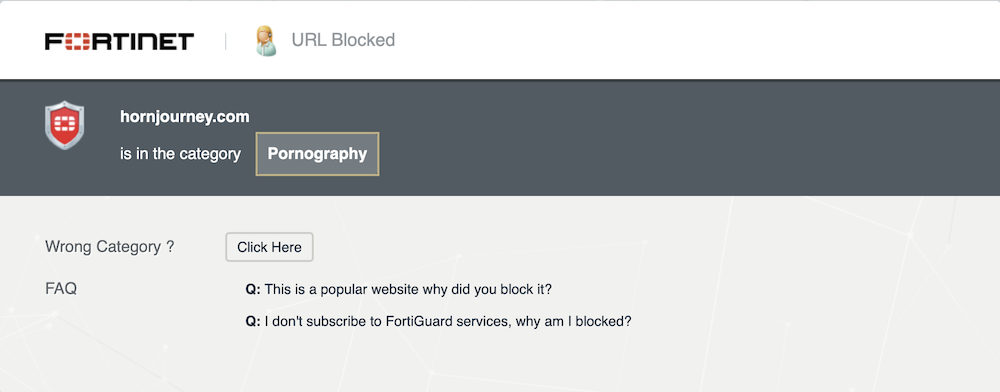 FORTINET | URL Blocked
hornjourney.com
is in the category Pornography
Wrong Category ? Click Here
FAQ Q: This is a popular website why did you block it?
Q: I don't subscribe to FortiGuard services, why am I blocked?